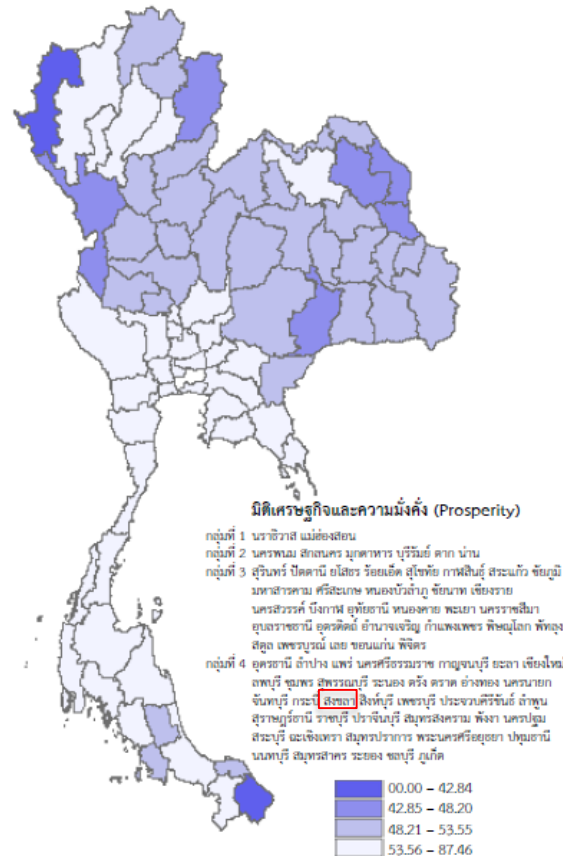 มิติเศรษฐกิจและความมั่งคั่ง (Prosperity)
กลุ่มที่ 1 นราธิวาส แม่ฮ่องสอน
กลุ่มที่ 2 นครพนม สกลนคร มุกดาหาร บุรีรัมย์ ตาก น่าน
กลุ่มที่ 3 สุรินทร์ ปัตตานี ยโสธร ร้อยเอ็ด สุโขทัย กาฬสินธุ์ สระแก้ว ชัยภูมิ
มหาสารคาม ศรีสะเกษ หนองบัวลำภู ชัยนาท เชียงราย
นครสวรรค์ บึงกาฬ อุทัยธานี หนองคาย พะเยา นครราชสีมา
อุบลราชธานี อุตรดิตถ์ อำนาจเจริญ กำแพงเพชร พิษณุโลก พัทลุง
สตูล เพชรบูรณ์ เลย ขอนแก่น พิจิตร
กลุ่มที่ 4 อุดรธานี ลำปาง แพร่ นครศรีธรรมราช กาญจนบุรี ยะลา เชียงใหม่
ลพบุรี ชุมพร สุพรรณบุรี ระนอง ตรัง ตราด อ่างทอง นครนายก
จันทบุรี กระบี่ สงขลา สิงห์บุรี เพชรบุรี ประจวบคีรีขันธ์ ลำพูน
สุราษฎร์ธานี ราชบุรี ปราจีนบุรี สมุทรสงคราม พังงา นครปฐม
สระบุรี ฉะเชิงเทรา สมุทรปราการ พระนครศรีอยุธยา ปทุมธานี
นนทบุรี สมุทรสาคร ระยอง ชลบุรี ภูเก็ต
00.00 – 42.84
42.85 – 48.20
48.21 – 53.55
53.56 – 87.46